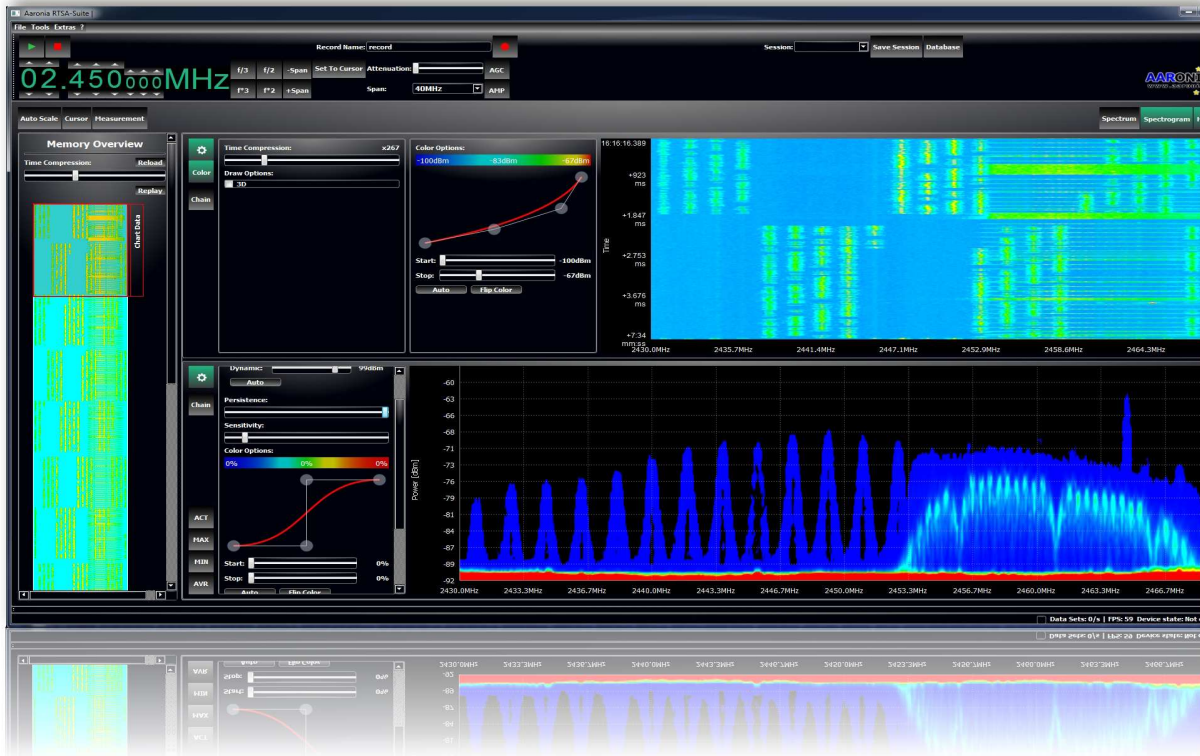 Aaronia RTSA-Suite |
File Tools Extras ?
Record Name: record
Session:
Save Session Database
02.450000MHz
f/3 f/2 -Span Set To Cursor Attenuation: AGC
f*3 f*2 +Span Span: 40MHz AMP
Auto Scale Cursor Measurement
Spectrum Spectrogram
Memory Overview
Time Compression: Reload
Replay
Chart Data
Color
Chain
Time Compression: x267
Draw Options:
3D
Color Options:
-100dBm -83dBm -67dBm
Start: -100dBm
Stop: -67dBm
Auto Flip Color
Time
16:16:16.389
+923
ms
+1.847
ms
+2.753
ms
+3.676
ms
+7:34
mm:ss
2430.0MHz 2435.7MHz 2441.4MHz 2447.1MHz 2452.9MHz 2458.6MHz 2464.3MHz
Chain
ACT
MAX
MIN
AVR
Dynamic: 99dBm
Auto
Persistence:
Sensitivity:
Color Options:
0% 0% 0%
Start: 0%
Stop: 0%
Auto Flip Color
Power [dBm]
-60
-63
-66
-68
-71
-73
-76
-79
-81
-84
-87
-89
-92
2430.0MHz 2433.3MHz 2436.7MHz 2440.0MHz 2443.3MHz 2446.7MHz 2450.0MHz 2453.3MHz 2456.7MHz 2460.0MHz 2463.3MHz 2466.7MHz
Data Sets: 0/s | FPS: 59 Device state: Not